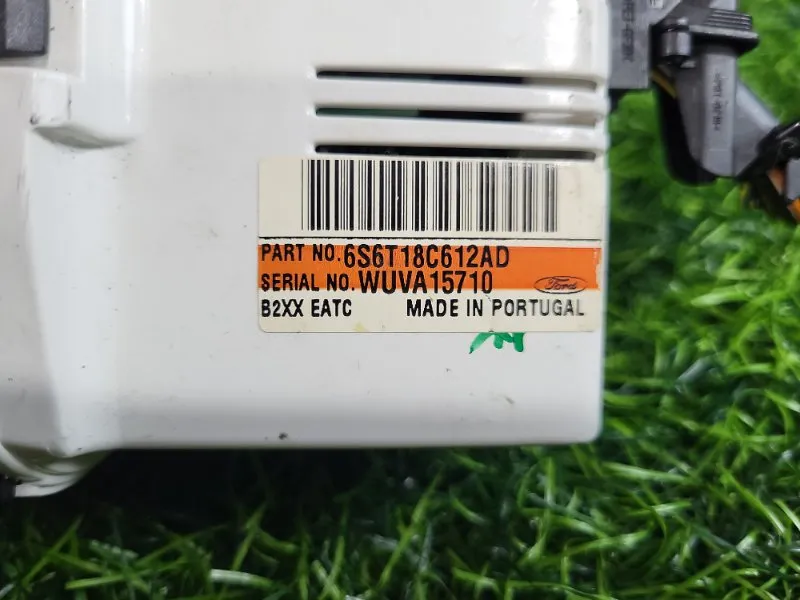 PART NO. 6S6T18C612AD
SERIAL NO. WUVA15710
Ford
B2XX EATC MADE IN PORTUGAL